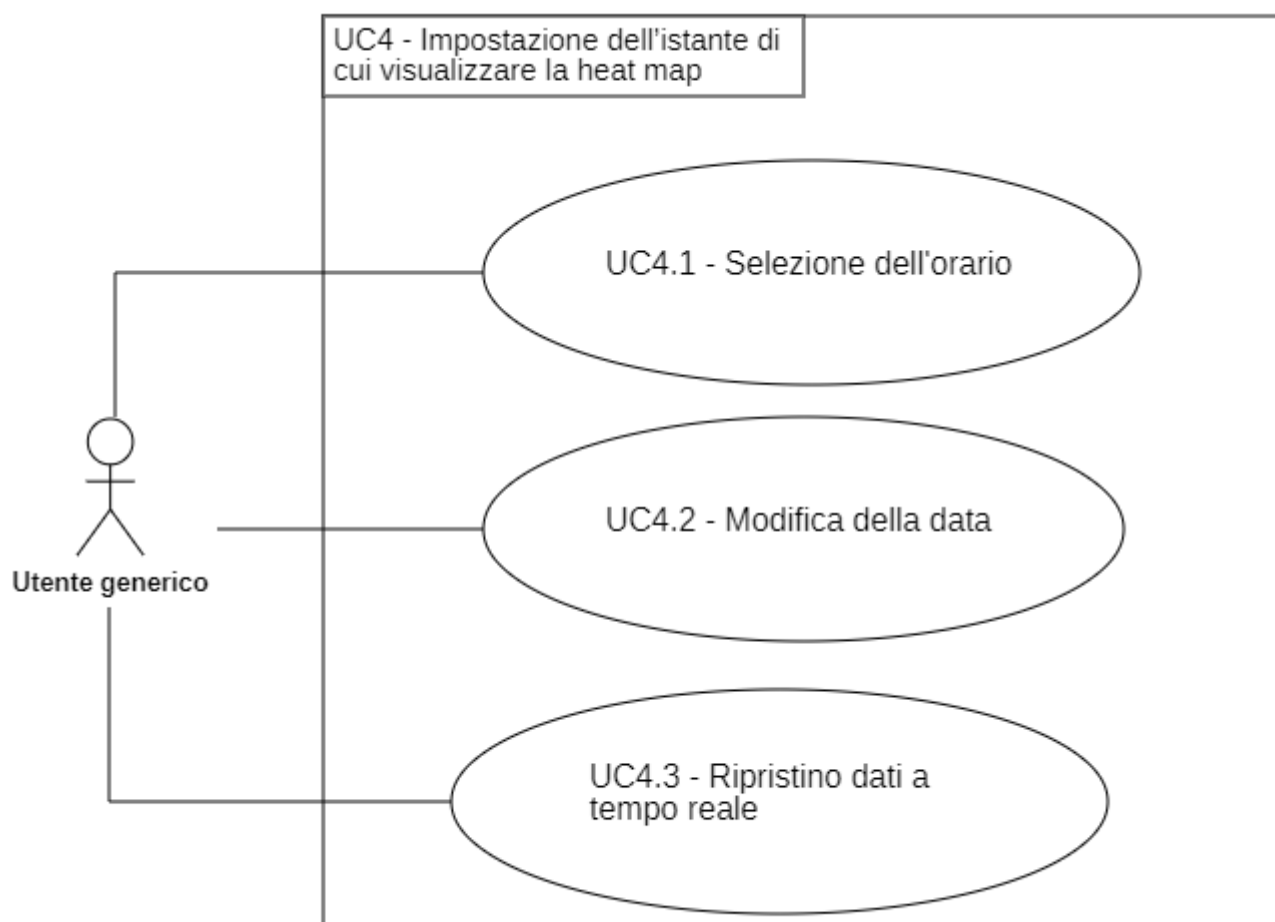 UC4 - Impostazione dell'istante di
cui visualizzare la heat map
UC4.1 - Selezione dell'orario
UC4.2 - Modifica della data
Utente generico
UC4.3 - Ripristino dati a
tempo reale